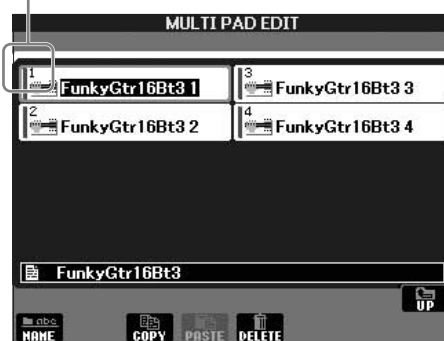 MULTI PAD EDIT
1 FunkyGtr16Bt3 1
3 FunkyGtr16Bt3 3
2 FunkyGtr16Bt3 2
4 FunkyGtr16Bt3 4
FunkyGtr16Bt3
UP
abc
NAME COPY PASTE DELETE